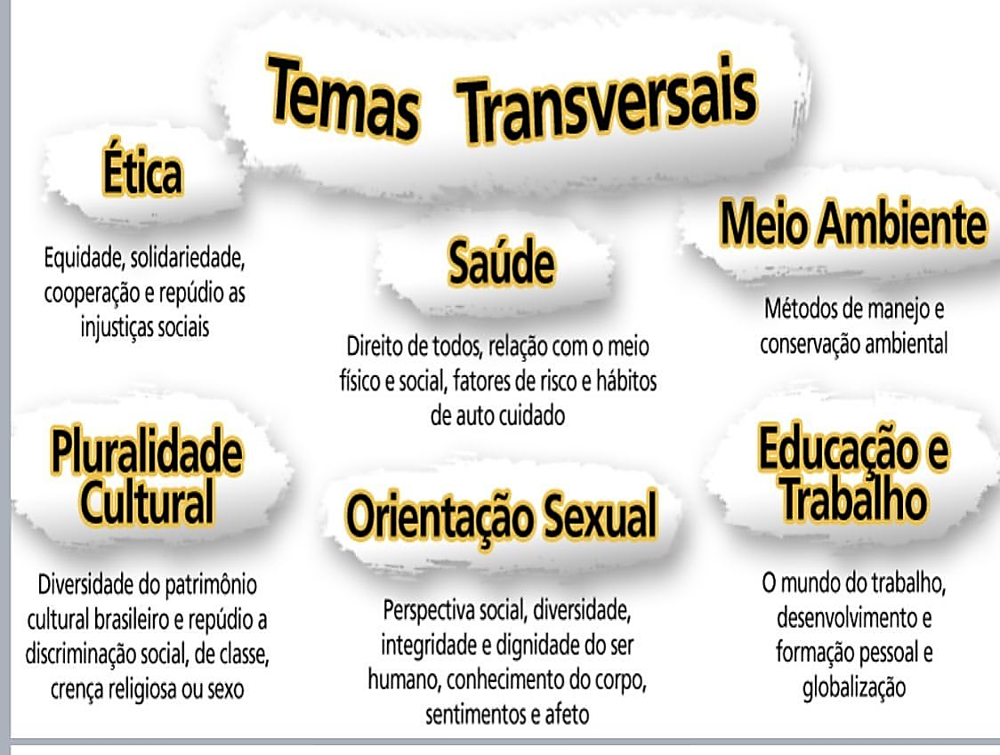 Temas Transversais
Ética
Equidade, solidariedade,
cooperação e repúdio as
injustiças sociais
Saúde
Direito de todos, relação com o meio
físico e social, fatores de risco e hábitos
de auto cuidado
Meio Ambiente
Métodos de manejo e
conservação ambiental
Pluralidade
Cultural
Diversidade do patrimônio
cultural brasileiro e repúdio a
discriminação social, de classe,
crença religiosa ou sexo
Orientação Sexual
Perspectiva social, diversidade,
integridade e dignidade do ser
humano, conhecimento do corpo,
sentimentos e afeto
Educação e
Trabalho
O mundo do trabalho,
desenvolvimento e
formação pessoal e
globalização